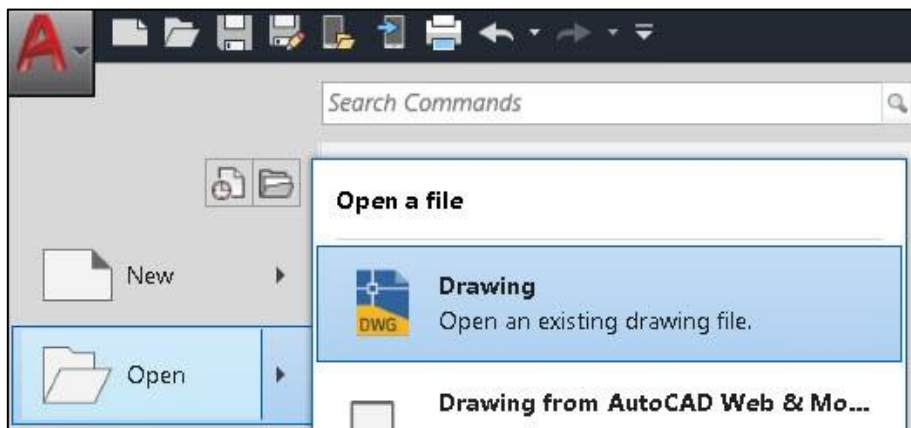 Search Commands
Open a file
New
Drawing
DWG
Open an existing drawing file.
Open
Drawing from AutoCAD Web & Mo...